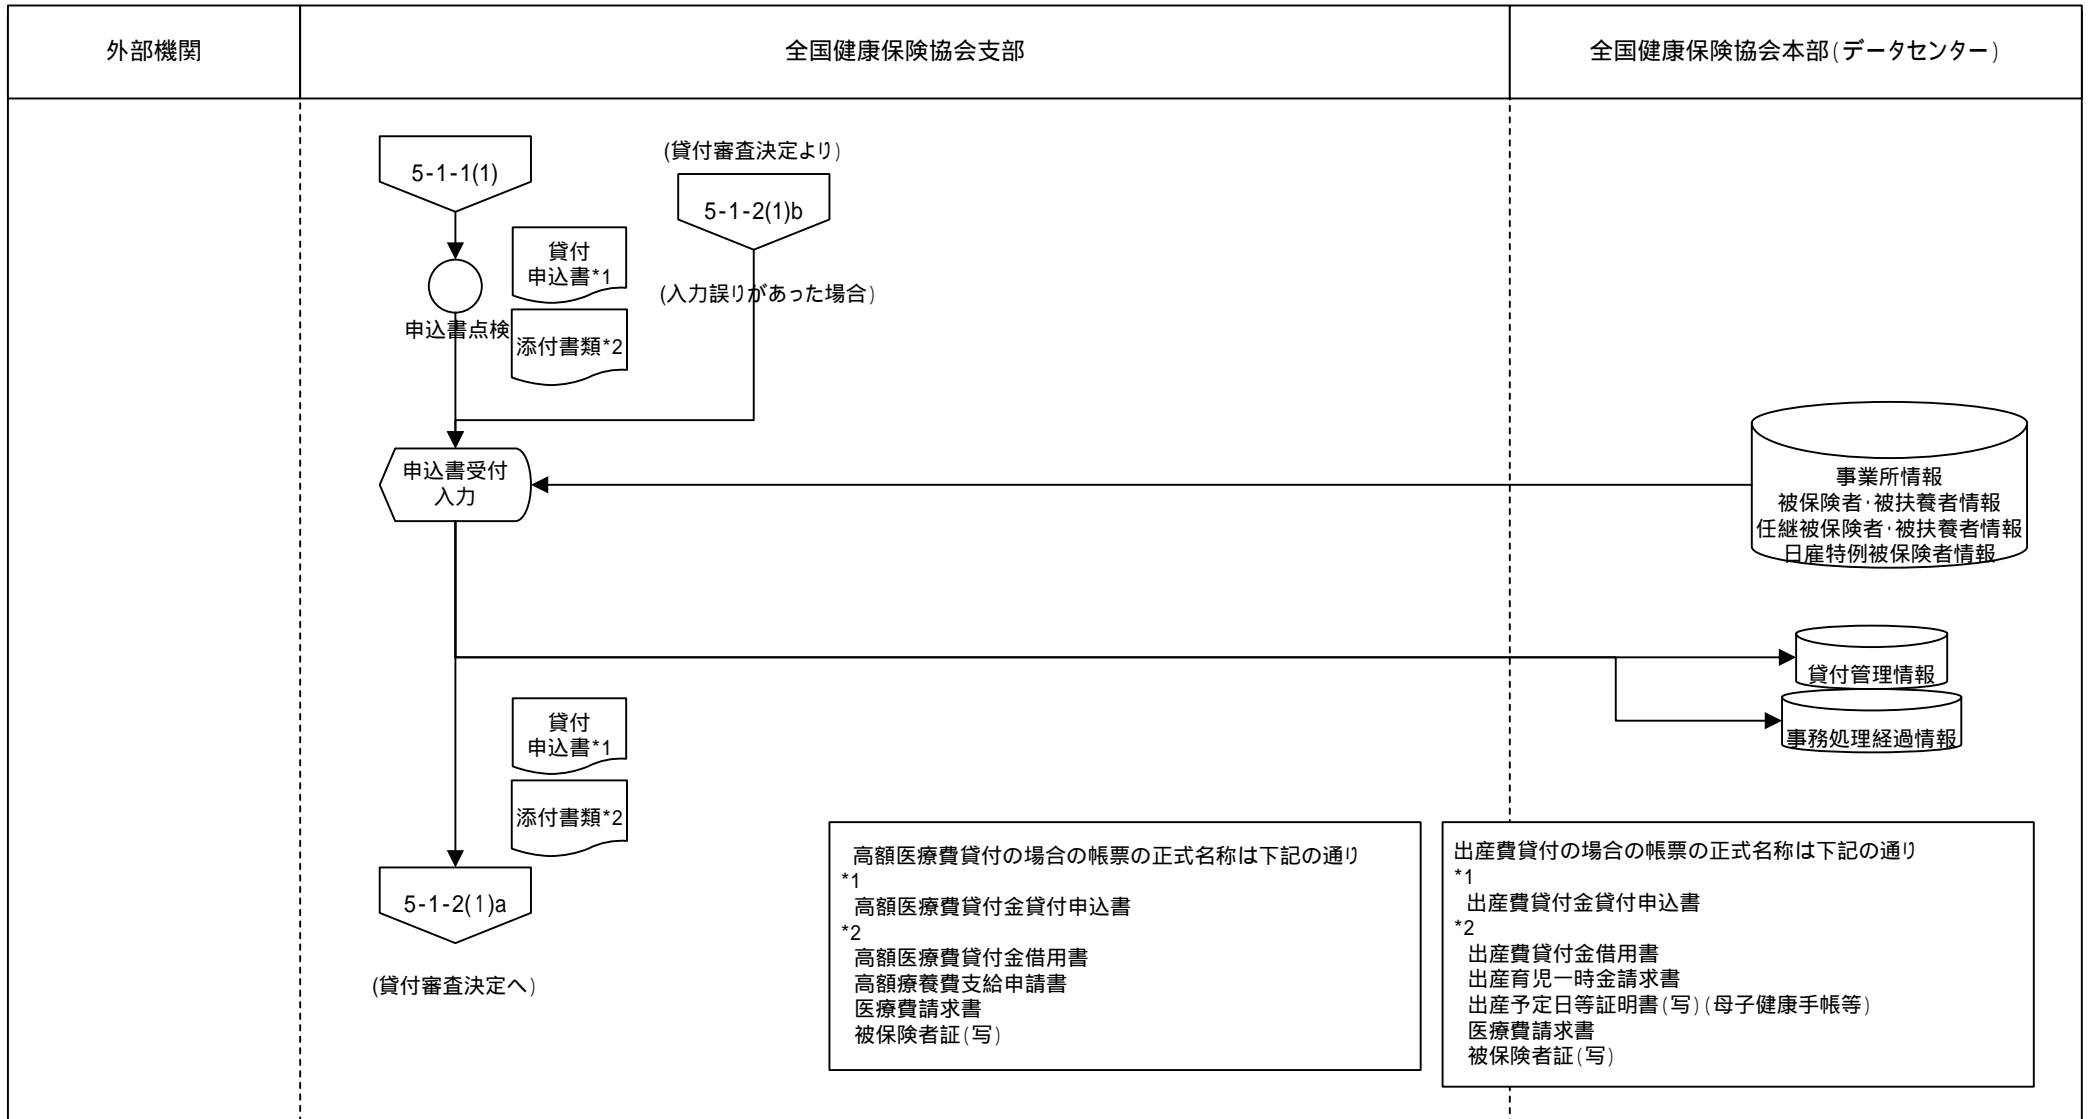 外部機関
全国健康保険協会支部
全国健康保険協会本部(データセンター)
5-1-1(1)
(貸付審査決定より)
5-1-2(1)b
貸付
申込書*1
(入力誤りがあった場合)
申込書点検
添付書類*2
申込書受付
入力
事業所情報
被保険者・被扶養者情報
任継被保険者・被扶養者情報
日雇特例被保険者情報
貸付管理情報
事務処理経過情報
貸付
申込書*1
添付書類*2
5-1-2(1)a
(貸付審査決定へ)
高額医療費貸付の場合の帳票の正式名称は下記の通り
*1
高額医療費貸付金貸付申込書
*2
高額医療費貸付金借用書
高額療養費支給申請書
医療費請求書
被保険者証(写)
出産費貸付の場合の帳票の正式名称は下記の通り
*1
出産費貸付金貸付申込書
*2
出産費貸付金借用書
出産育児一時金請求書
出産予定日等証明書(写)(母子健康手帳等)
医療費請求書
被保険者証(写)